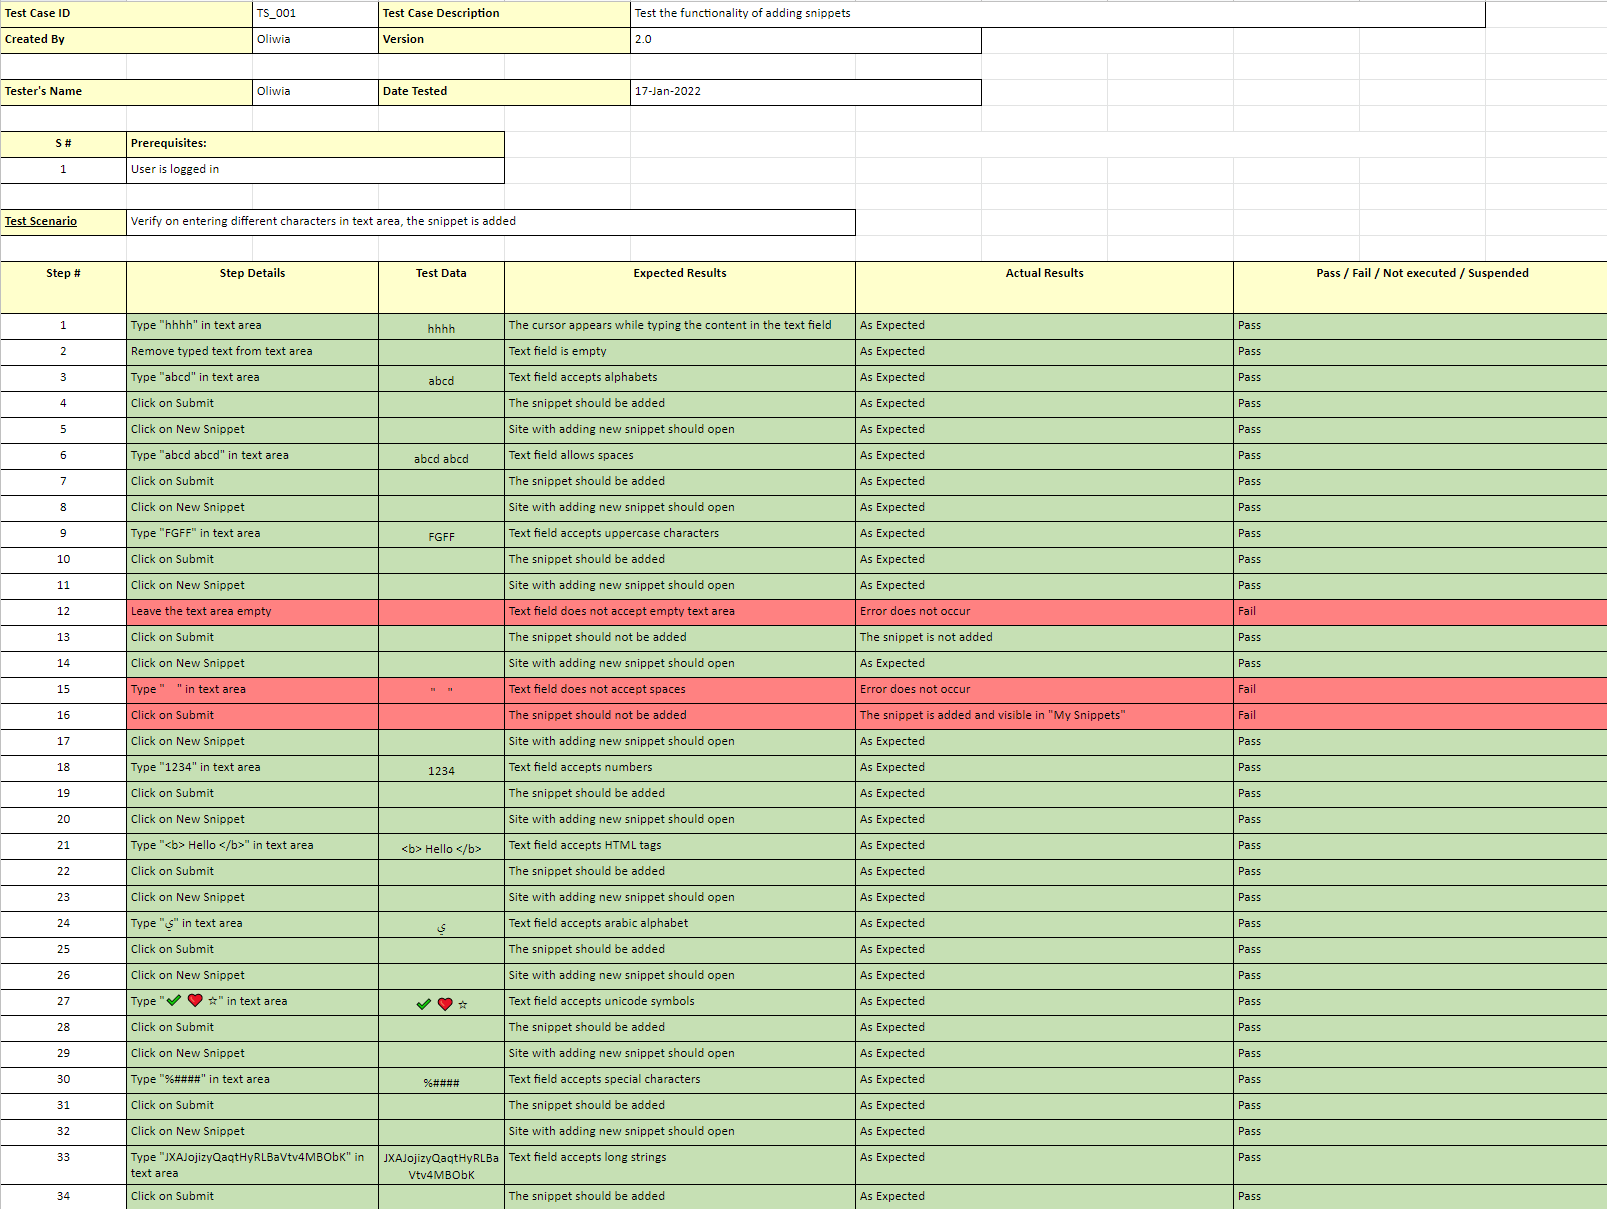 Test Case ID TS_001 Test Case Description Test the functionality of adding snippets
Created By Oliwia Version 2.0
Tester's Name Oliwia Date Tested 17-Jan-2022
S # Prerequisites:
1 User is logged in
Test Scenario Verify on entering different characters in text area, the snippet is added
Step # Step Details Test Data Expected Results Actual Results Pass / Fail / Not executed / Suspended
1 Type "hhhh" in text area hhhh The cursor appears while typing the content in the text field As Expected Pass
2 Remove typed text from text area Text field is empty As Expected Pass
3 Type "abcd" in text area abcd Text field accepts alphabets As Expected Pass
4 Click on Submit The snippet should be added As Expected Pass
5 Click on New Snippet Site with adding new snippet should open As Expected Pass
6 Type "abcd abcd" in text area abcd abcd Text field allows spaces As Expected Pass
7 Click on Submit The snippet should be added As Expected Pass
8 Click on New Snippet Site with adding new snippet should open As Expected Pass
9 Type "FGFF" in text area FGFF Text field accepts uppercase characters As Expected Pass
10 Click on Submit The snippet should be added As Expected Pass
11 Click on New Snippet Site with adding new snippet should open As Expected Pass
12 Leave the text area empty Text field does not accept empty text area Error does not occur Fail
13 Click on Submit The snippet should not be added The snippet is not added Pass
14 Click on New Snippet Site with adding new snippet should open As Expected Pass
15 Type "    " in text area "    " Text field does not accept spaces Error does not occur Fail
16 Click on Submit The snippet should not be added The snippet is added and visible in "My Snippets" Fail
17 Click on New Snippet Site with adding new snippet should open As Expected Pass
18 Type "1234" in text area 1234 Text field accepts numbers As Expected Pass
19 Click on Submit The snippet should be added As Expected Pass
20 Click on New Snippet Site with adding new snippet should open As Expected Pass
21 Type "<b> Hello </b>" in text area <b> Hello </b> Text field accepts HTML tags As Expected Pass
22 Click on Submit The snippet should be added As Expected Pass
23 Click on New Snippet Site with adding new snippet should open As Expected Pass
24 Type "ي" in text area ي Text field accepts arabic alphabet As Expected Pass
25 Click on Submit The snippet should be added As Expected Pass
26 Click on New Snippet Site with adding new snippet should open As Expected Pass
27 Type "✔ ❤ ☆" in text area ✔ ❤ ☆ Text field accepts unicode symbols As Expected Pass
28 Click on Submit The snippet should be added As Expected Pass
29 Click on New Snippet Site with adding new snippet should open As Expected Pass
30 Type "%####" in text area %#### Text field accepts special characters As Expected Pass
31 Click on Submit The snippet should be added As Expected Pass
32 Click on New Snippet Site with adding new snippet should open As Expected Pass
33 Type "JXAJojizyQaqtHyRLBaVtv4MBObK" in JXAJojizyQaqtHyRLBa Text field accepts long strings As Expected Pass
text area Vtv4MBObK
34 Click on Submit The snippet should be added As Expected Pass